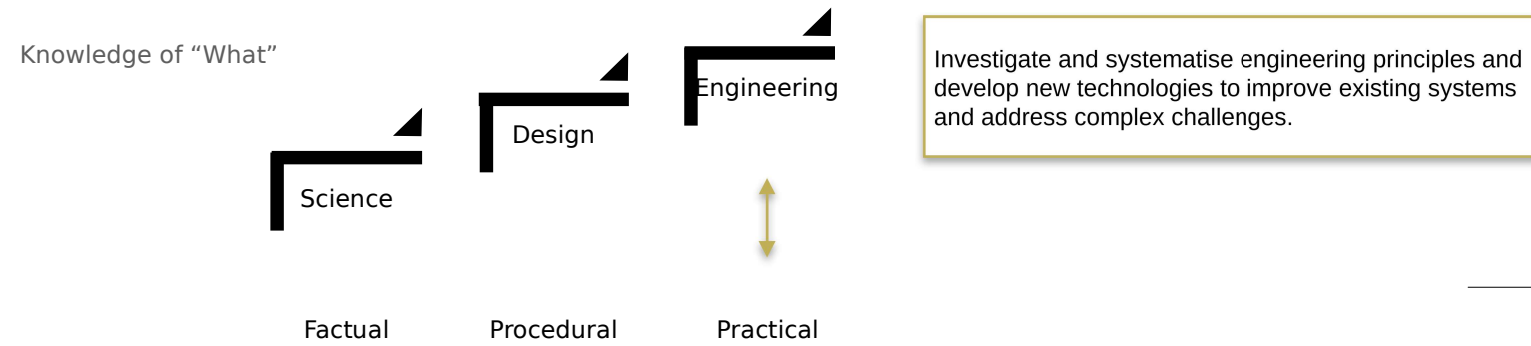 Knowledge of “What”
Engineering
Design
Science
Investigate and systematise engineering principles and
develop new technologies to improve existing systems
and address complex challenges.
Factual
Procedural
Practical